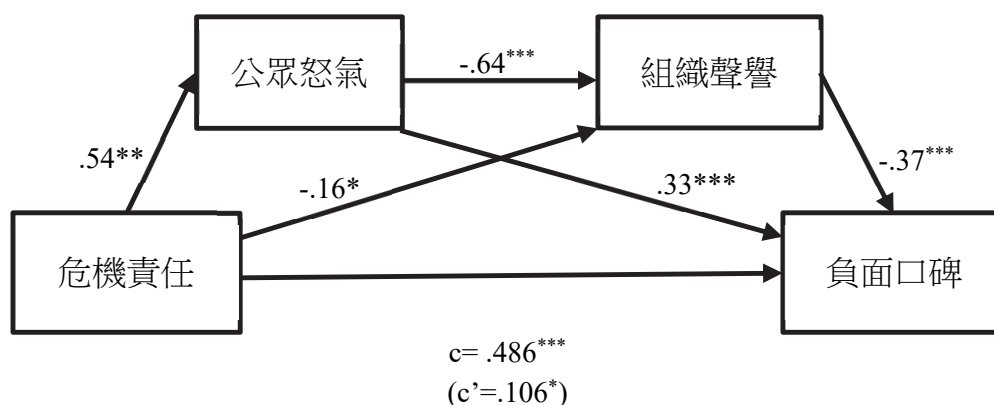 公眾怒氣
-.64***
組織聲譽
.54**
-.16*
.33***
-.37***
危機責任
負面口碑
c= .486***
(c’=.106*)